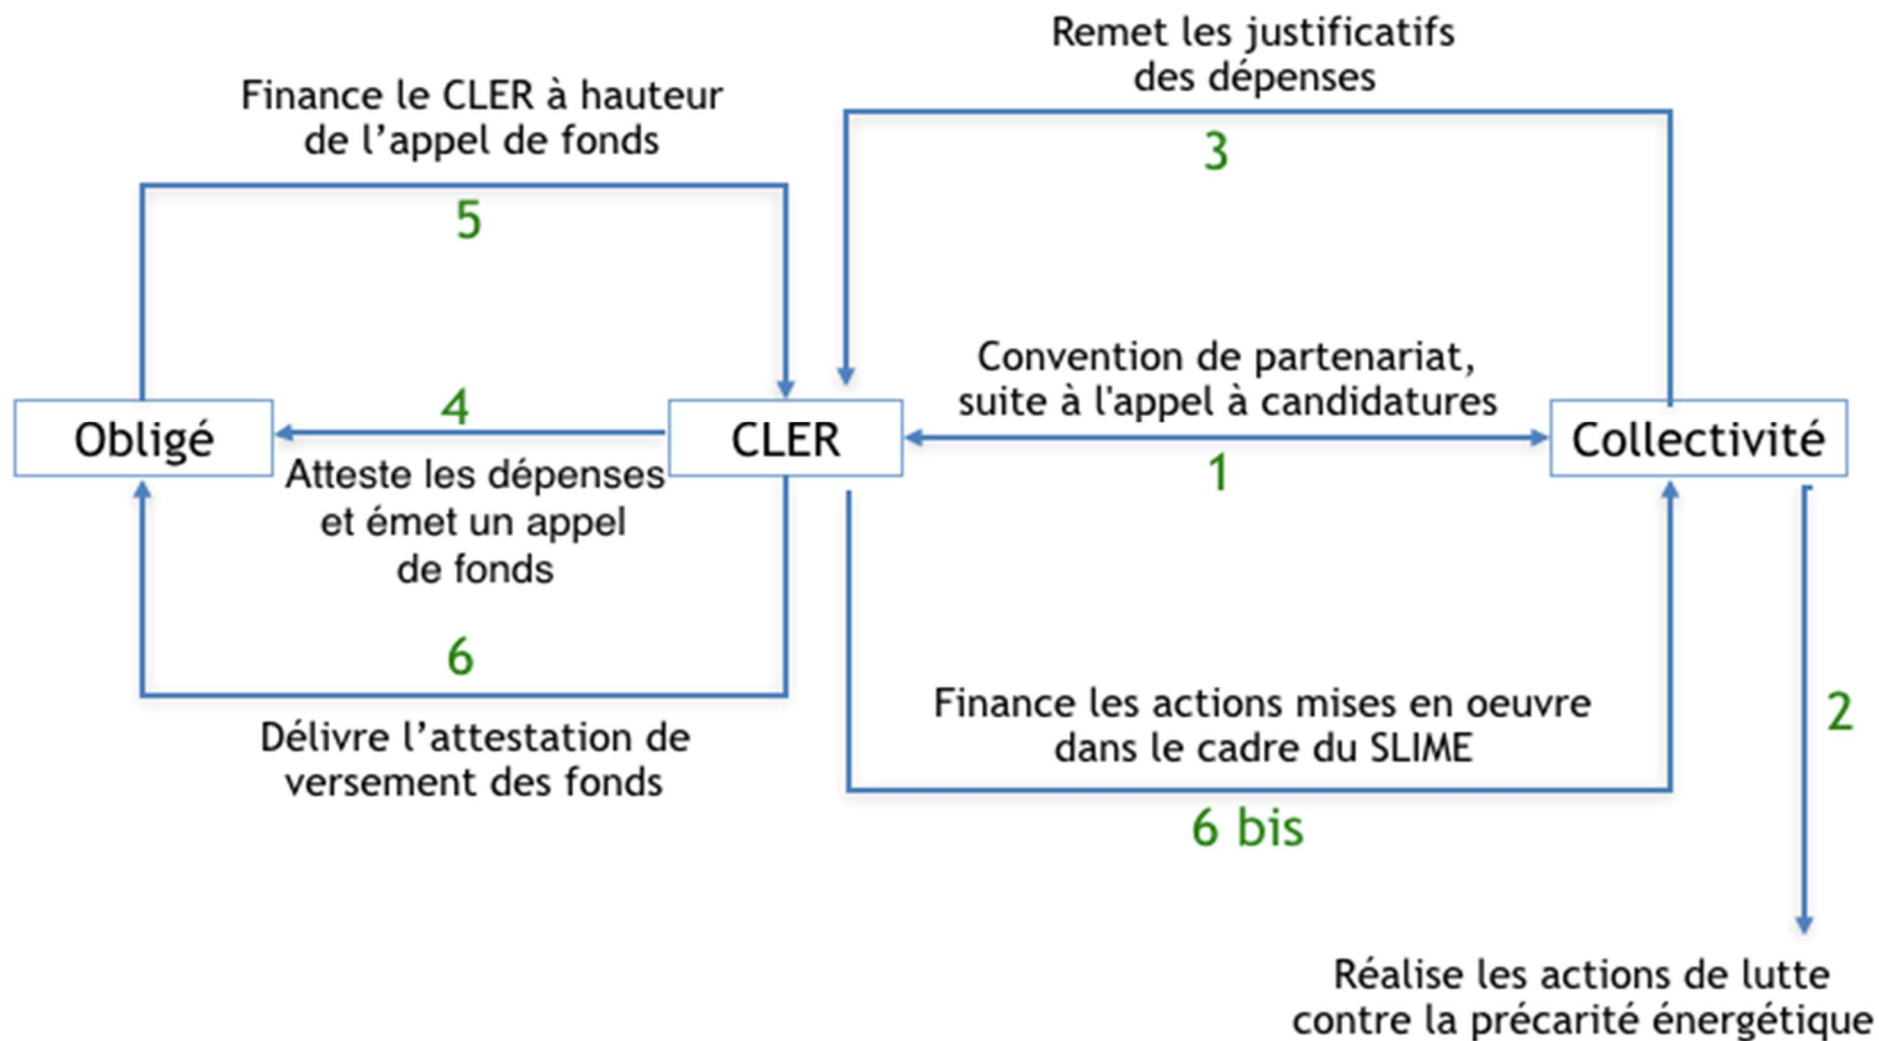 Remet les justificatifs
des dépenses
3
Finance le CLER à hauteur
de l’appel de fonds
5
Convention de partenariat,
suite à l'appel à candidatures
1
Obligé
4
CLER
Collectivité
Atteste les dépenses
et émet un appel
de fonds
6
Délivre l’attestation de
versement des fonds
Finance les actions mises en oeuvre
dans le cadre du SLIME
6 bis
2
Réalise les actions de lutte
contre la précarité énergétique